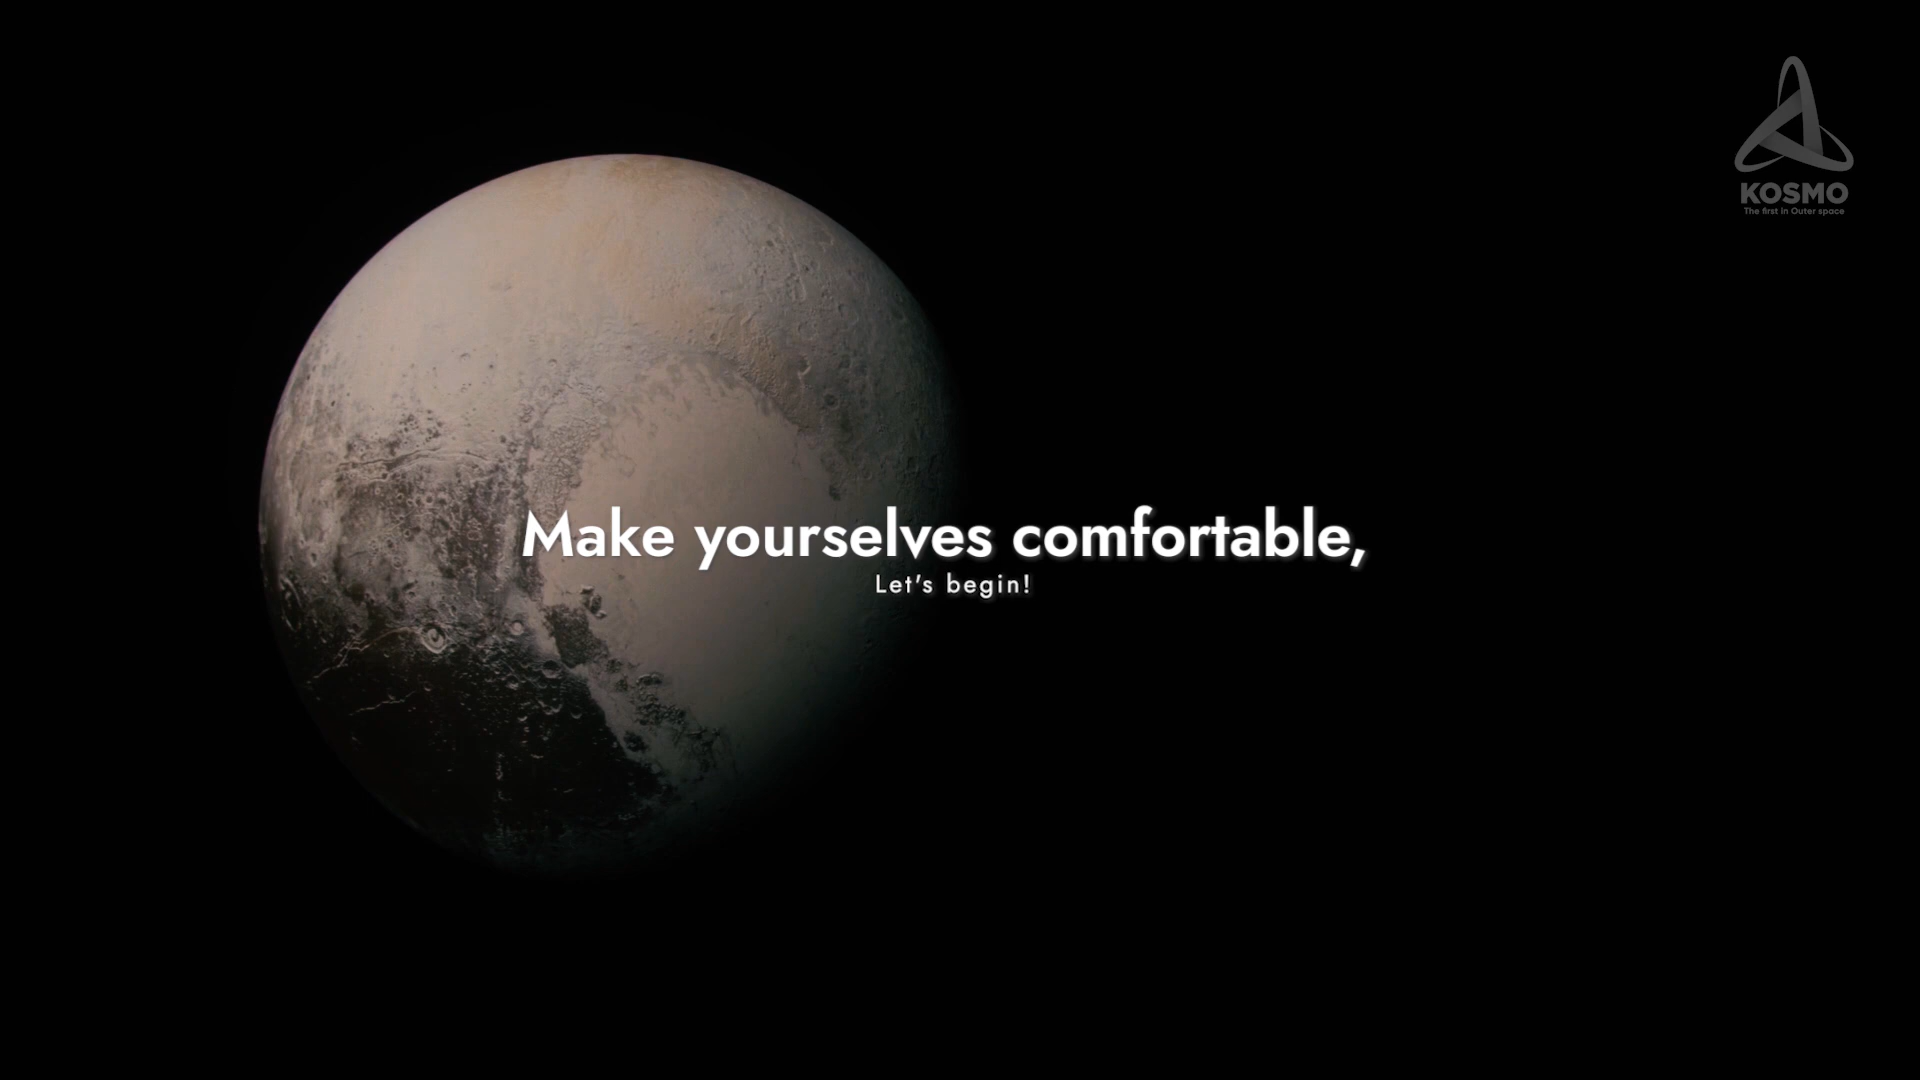 KOSMO
The first in Outer space
Make yourselves comfortable,
Let's begin!